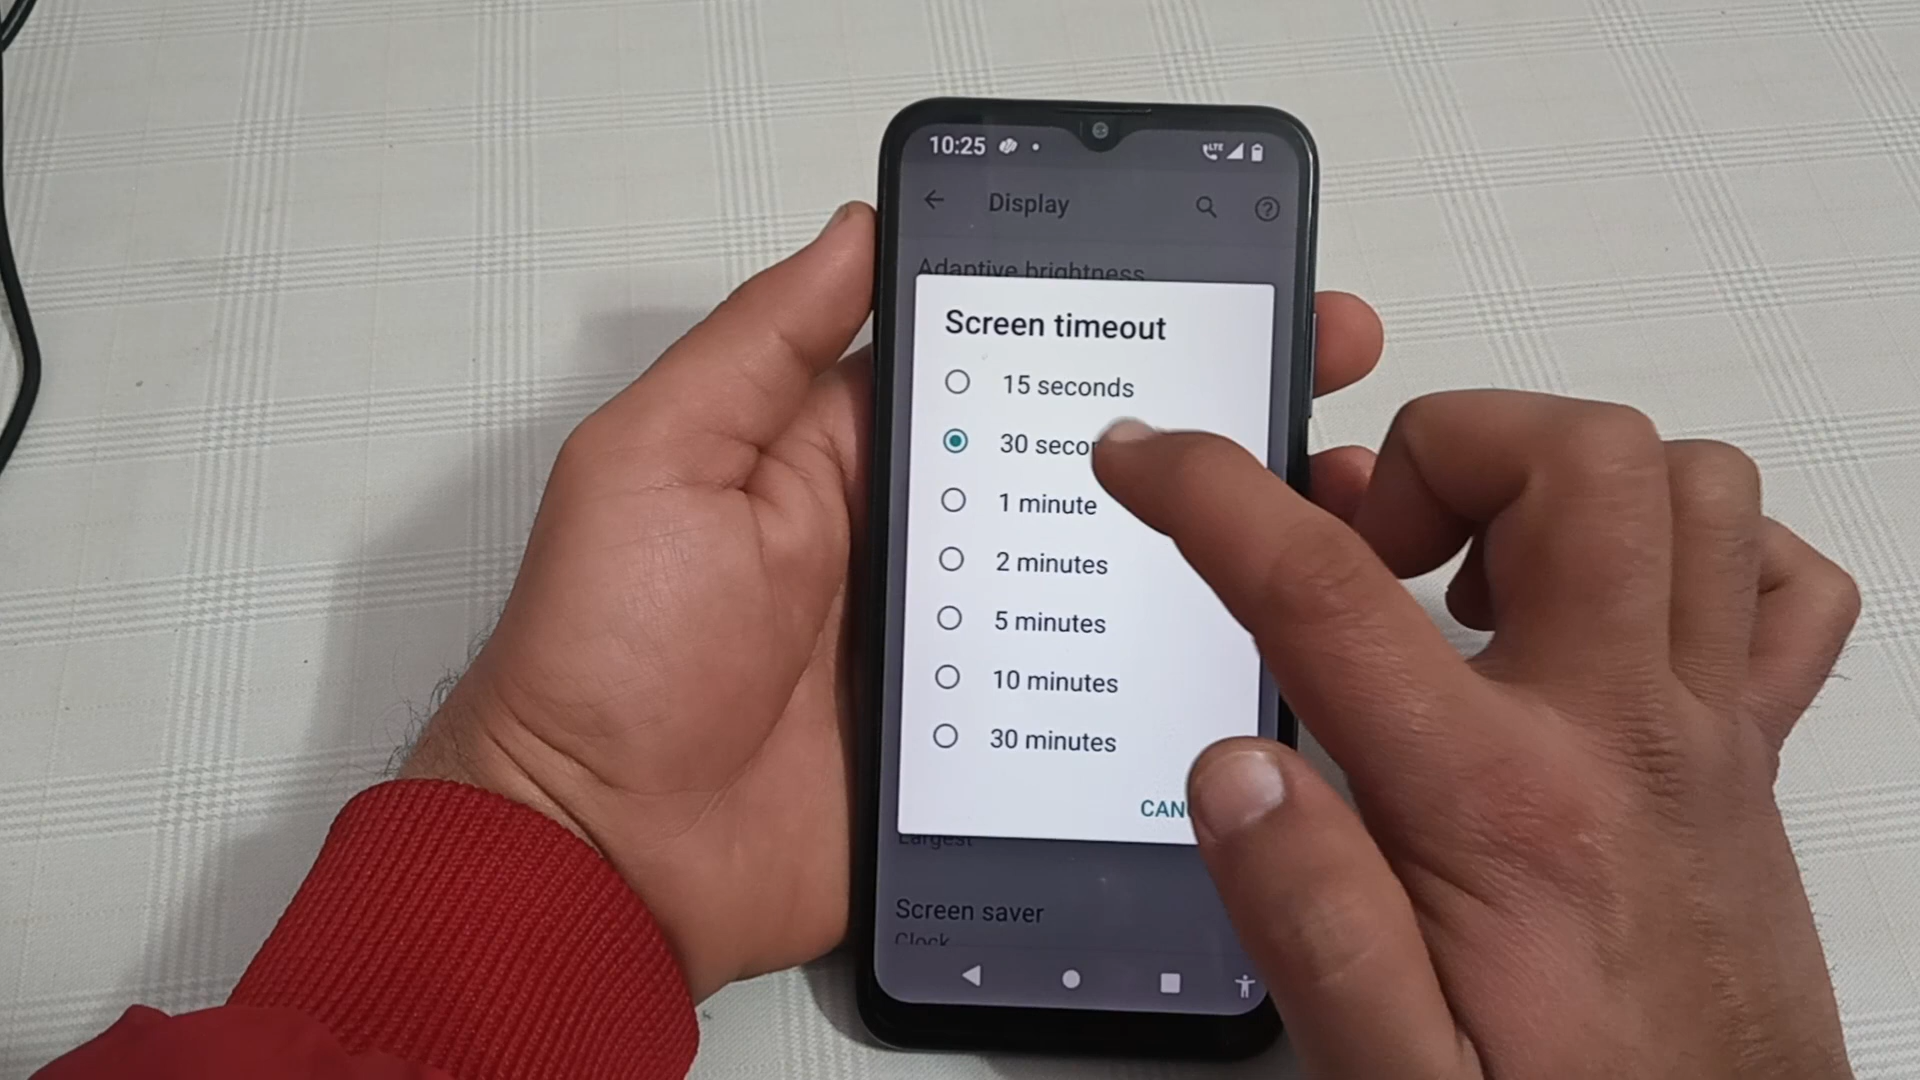 10:25
LTE
Display
Adaptive brightness
Screen timeout
15 seconds
30 secon
1 minute
2 minutes
5 minutes
10 minutes
30 minutes
CAN
Largest
Screen saver
Clock